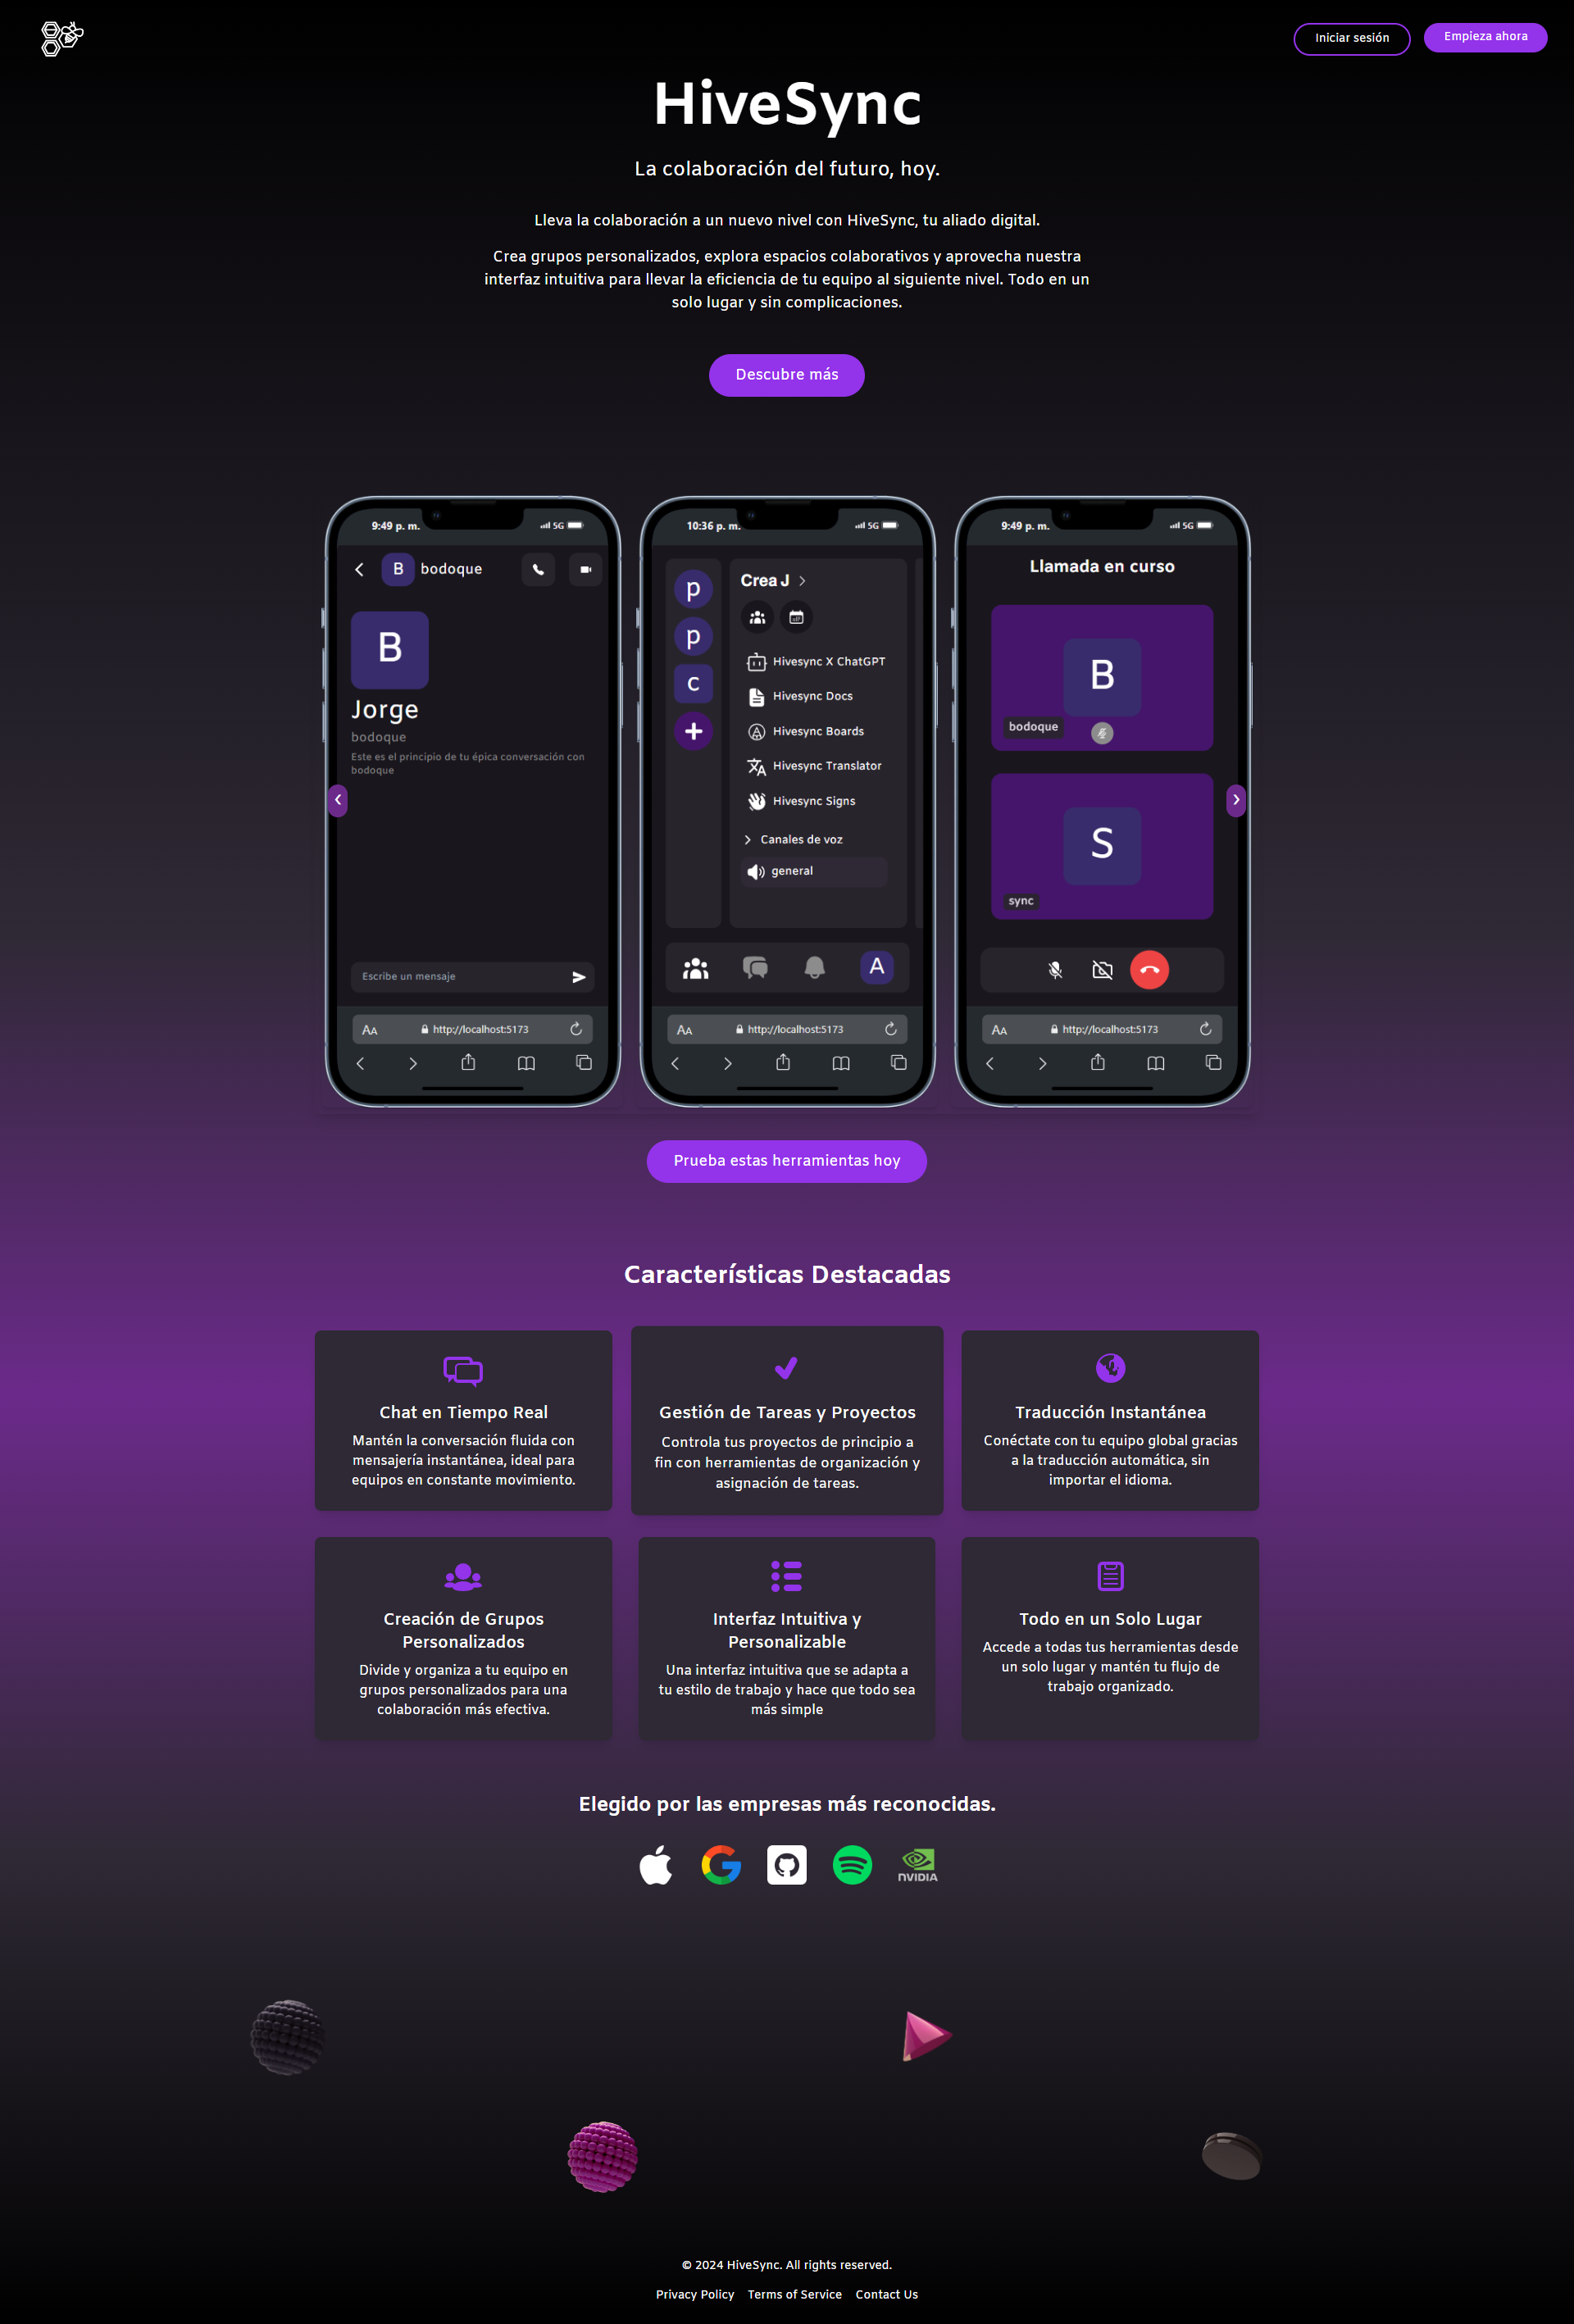 Iniciar sesión
Empieza ahora
HiveSync
La colaboración del futuro, hoy.
Lleva la colaboración a un nuevo nivel con HiveSync, tu aliado digital.
Crea grupos personalizados, explora espacios colaborativos y aprovecha nuestra
interfaz intuitiva para llevar la eficiencia de tu equipo al siguiente nivel. Todo en un
solo lugar y sin complicaciones.
Descubre más
9:49 p. m.
5G
B
bodoque
B
Jorge
bodoque
Este es el principio de tu épica conversación con
bodoque
Escribe un mensaje
AA
http://localhost:5173
10:36 p. m.
5G
p
p
c
Crea J
Hivesync X ChatGPT
Hivesync Docs
Hivesync Boards
Hivesync Translator
Hivesync Signs
Canales de voz
general
A
AA
http://localhost:5173
9:49 p. m.
5G
Llamada en curso
B
bodoque
S
sync
AA
http://localhost:5173
Prueba estas herramientas hoy
Características Destacadas
Chat en Tiempo Real
Mantén la conversación fluida con
mensajería instantánea, ideal para
equipos en constante movimiento.
Gestión de Tareas y Proyectos
Controla tus proyectos de principio a
fin con herramientas de organización y
asignación de tareas.
Traducción Instantánea
Conéctate con tu equipo global gracias
a la traducción automática, sin
importar el idioma.
Creación de Grupos
Personalizados
Divide y organiza a tu equipo en
grupos personalizados para una
colaboración más efectiva.
Interfaz Intuitiva y
Personalizable
Una interfaz intuitiva que se adapta a
tu estilo de trabajo y hace que todo sea
más simple
Todo en un Solo Lugar
Accede a todas tus herramientas desde
un solo lugar y mantén tu flujo de
trabajo organizado.
Elegido por las empresas más reconocidas.
NVIDIA
© 2024 HiveSync. All rights reserved.
Privacy Policy
Terms of Service
Contact Us